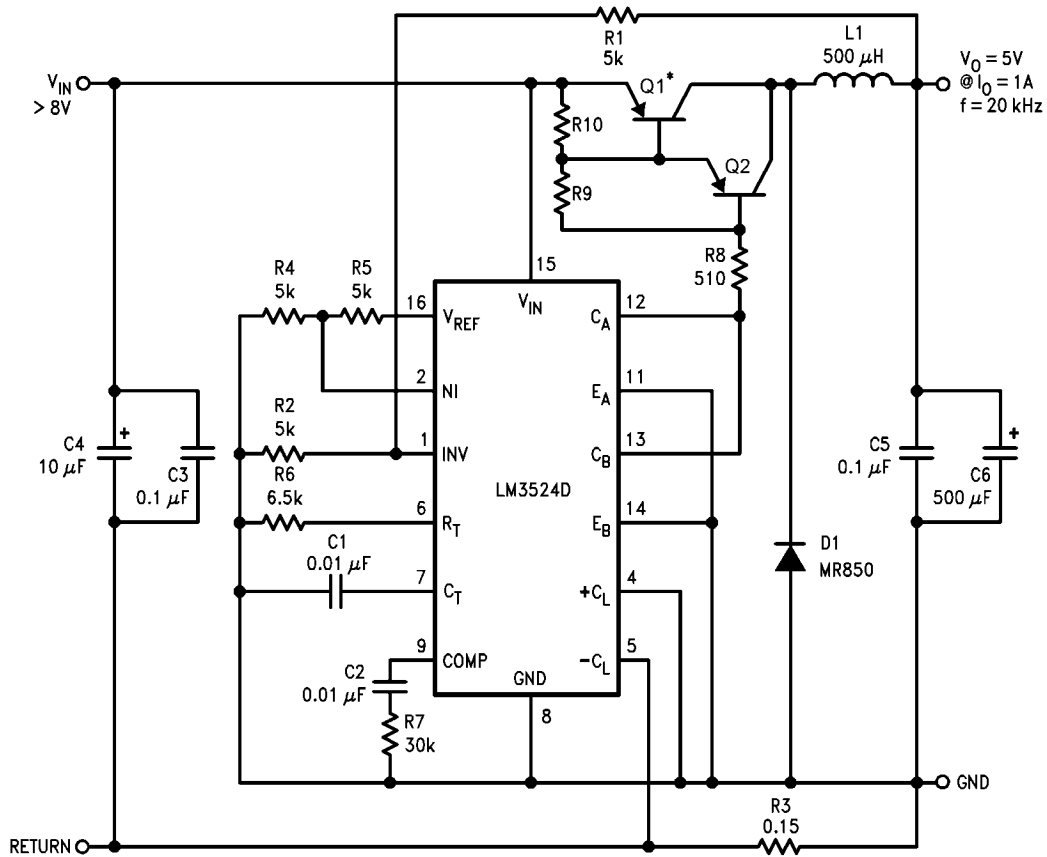 R1
5k
L1
500 μH
V_IN
> 8V
Q1*
V_O = 5V
@ I_O = 1A
f = 20 kHz
R10
Q2
R9
R8
510
15
V_IN
R4
5k
R5
5k
16
V_REF
12
C_A
2
NI
11
E_A
R2
5k
1
INV
13
C_B
C4
10 μF
+
C3
0.1 μF
LM3524D
C5
0.1 μF
+
C6
500 μF
R6
6.5k
6
R_T
14
E_B
C1
0.01 μF
7
C_T
4
+C_L
D1
MR850
9
COMP
5
−C_L
C2
0.01 μF
GND
8
R7
30k
GND
R3
0.15
RETURN